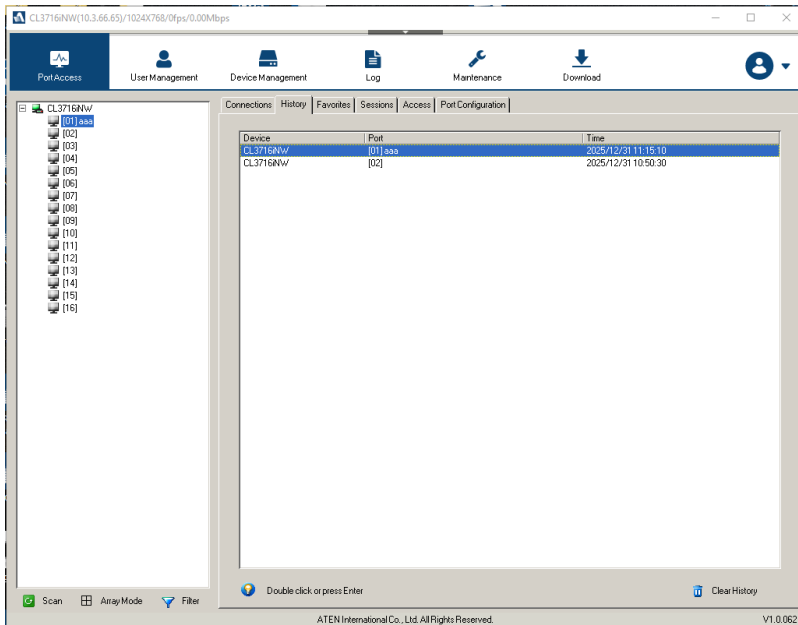 CL3716iNW(10.3.66.65)/1024X768/0fps/0.00Mbps
Port Access User Management Device Management Log Maintenance Download
Connections History Favorites Sessions Access Port Configuration
CL3716iNW
[01] aaa
[02]
[03]
[04]
[05]
[06]
[07]
[08]
[09]
[10]
[11]
[12]
[13]
[14]
[15]
[16]
Device Port Time
CL3716iNW [01] aaa 2025/12/31 11:15:10
CL3716iNW [02] 2025/12/31 10:50:30
Double click or press Enter Clear History
Scan Array Mode Filter
ATEN International Co., Ltd. All Rights Reserved. V1.0.062